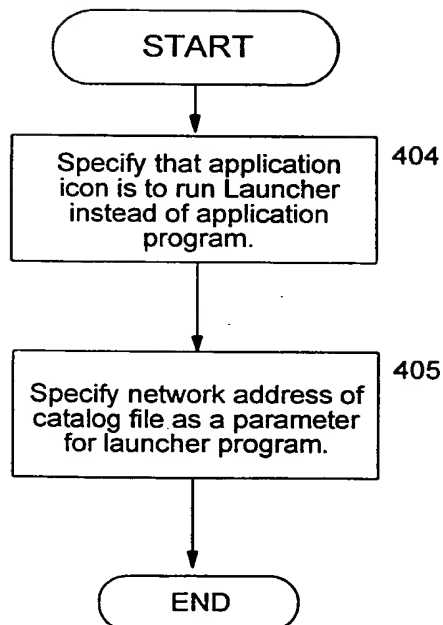 START
404
Specify that application
icon is to run Launcher
instead of application
program.
405
Specify network address of
catalog file as a parameter
for launcher program.
END